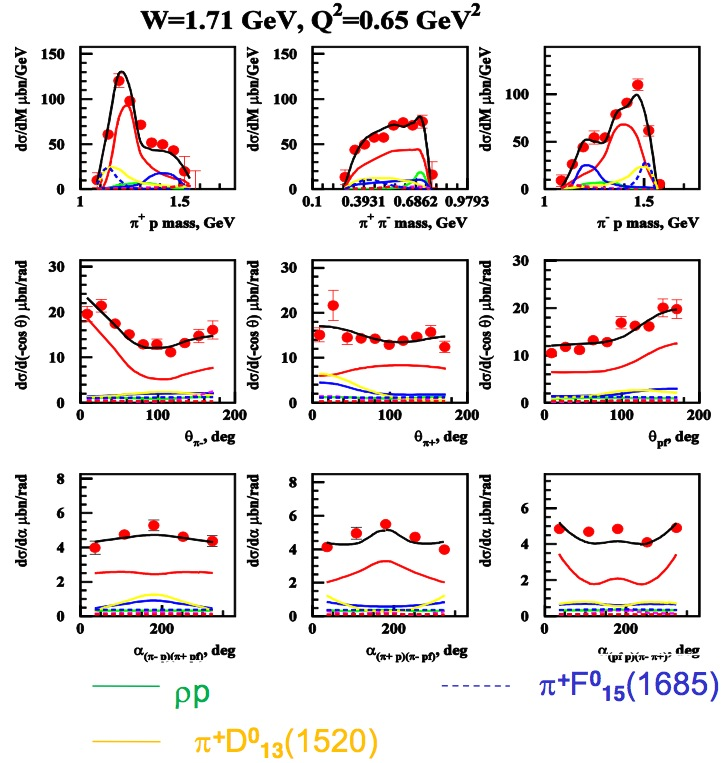 W=1.71 GeV, Q²=0.65 GeV²
dσ/dM μbn/GeV
150
100
50
0
1
1.5
π⁺ p mass, GeV
dσ/dM μbn/GeV
150
100
50
0
0.1
0.3931
0.6862
0.9793
π⁺ π⁻ mass, GeV
dσ/dM μbn/GeV
100
50
0
1
1.5
π⁻ p mass, GeV
dσ/d(-cos θ) μbn/rad
30
20
10
0
0
100
200
θπ-, deg
dσ/d(-cos θ) μbn/rad
30
20
10
0
0
100
200
θπ+, deg
dσ/d(-cos θ) μbn/rad
20
10
0
0
100
200
θpf, deg
dσ/dα μbn/rad
8
6
4
2
0
0
200
α(π- p)(π+ pf), deg
dσ/dα μbn/rad
6
4
2
0
0
200
α(π+ p)(π- pf), deg
dσ/dα μbn/rad
6
4
2
0
0
200
, deg
ρp
π⁺F⁰₁₅(1685)
π⁺D⁰₁₃(1520)